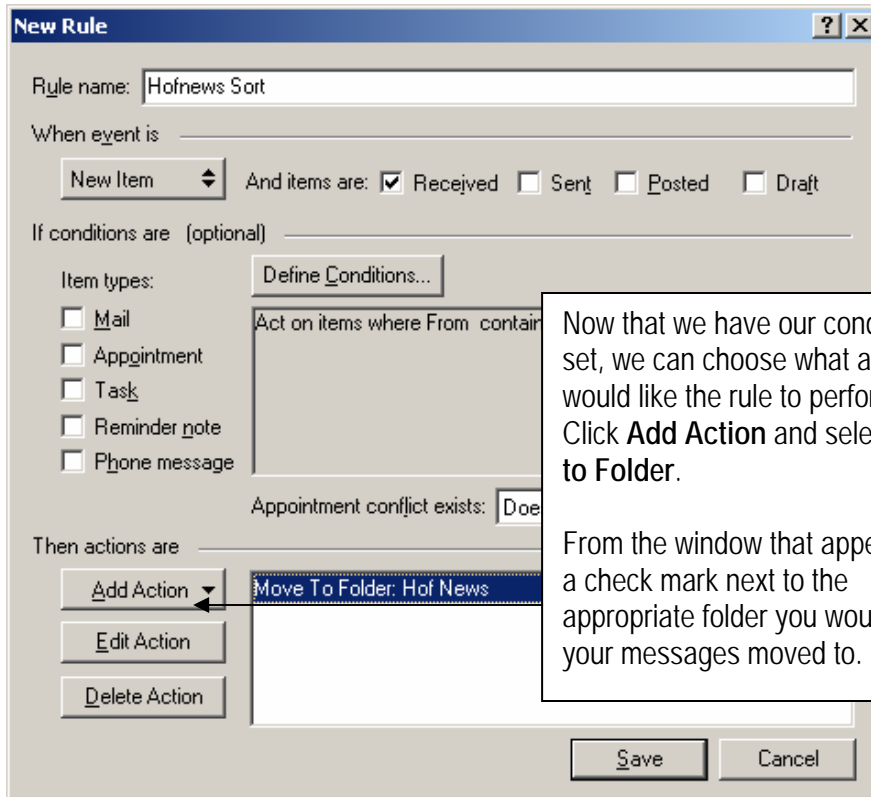 New Rule
Rule name: Hofnews Sort
When event is
New Item And items are: Received Sent Posted Draft
If conditions are (optional)
Item types: Define Conditions...
Mail
Appointment
Task
Reminder note
Phone message
Act on items where From contain
Appointment conflict exists: Doe
Now that we have our
set, we can choose what
would like the rule to
Click Add Action and
to Folder.
From the window that
a check mark next to the
appropriate folder you
your messages moved to.
Then actions are
Add Action Move To Folder: Hof News
Edit Action
Delete Action
Save Cancel